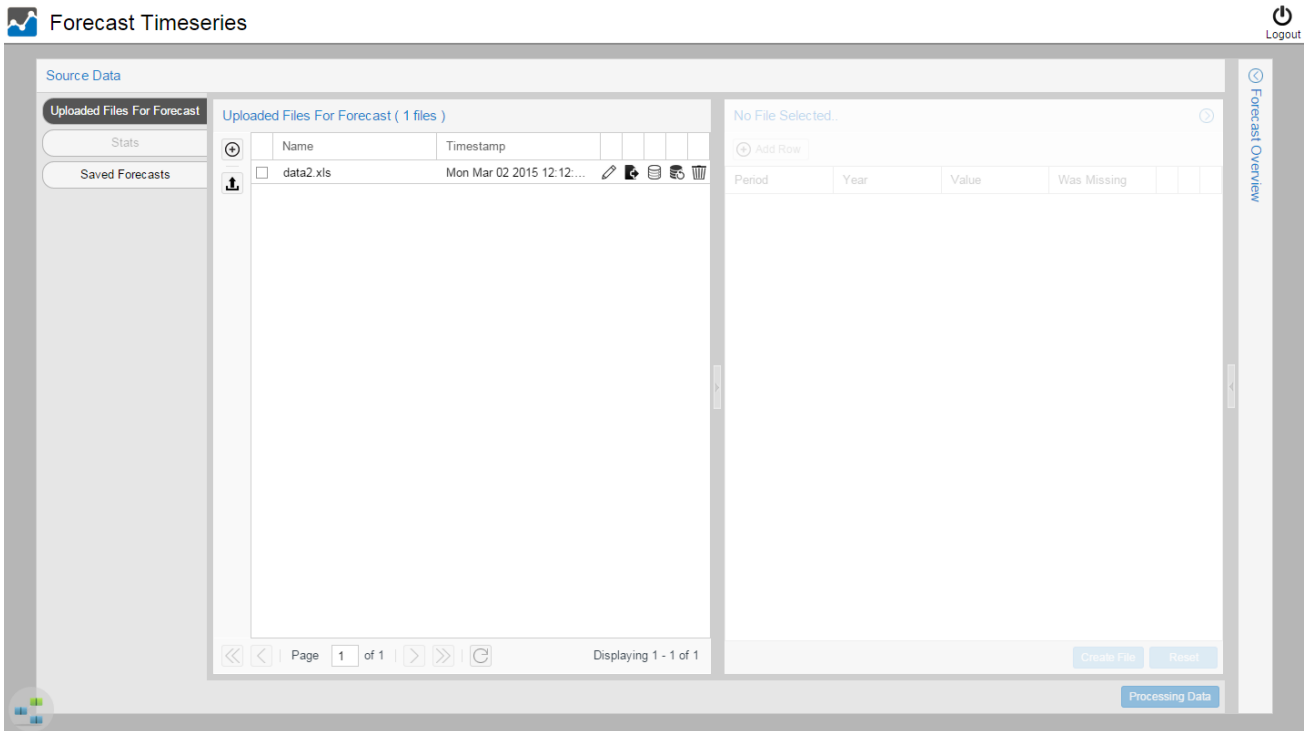 Forecast Timeseries
Logout
Source Data
Uploaded Files For Forecast
Stats
Saved Forecasts
Uploaded Files For Forecast ( 1 files )
Name Timestamp
data2.xls Mon Mar 02 2015 12:12:...
Page 1 of 1
Displaying 1 - 1 of 1
No File Selected..
Add Row
Period Year Value Was Missing
Create File Reset
Processing Data
Forecast Overview